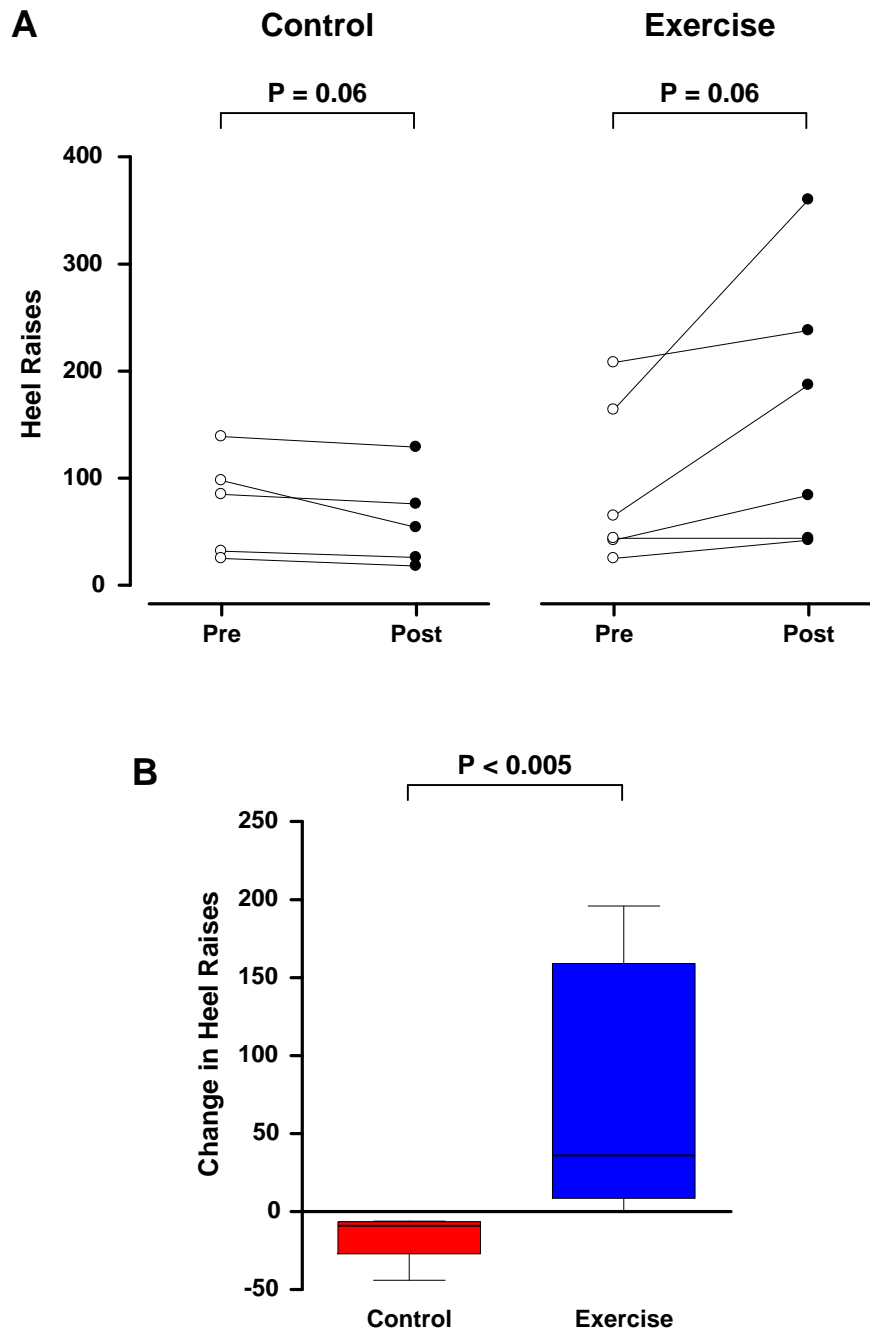 A
Control
Exercise
P = 0.06
P = 0.06
400
300
200
100
0
Heel Raises
Pre
Post
Pre
Post
B
P < 0.005
250
200
150
100
50
0
-50
Change in Heel Raises
Control
Exercise